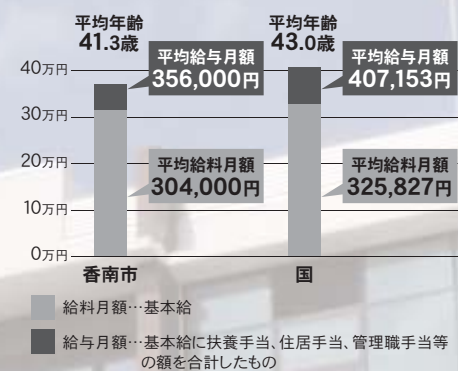 平均年齢
41.3歳
平均年齢
43.0歳
平均給与月額
356,000円
平均給与月額
407,153円
40万円
30万円
20万円
平均給料月額
304,000円
平均給料月額
325,827円
10万円
0万円
香南市
国
給料月額…基本給
給与月額…基本給に扶養手当、住居手当、管理職手当等
の額を合計したもの